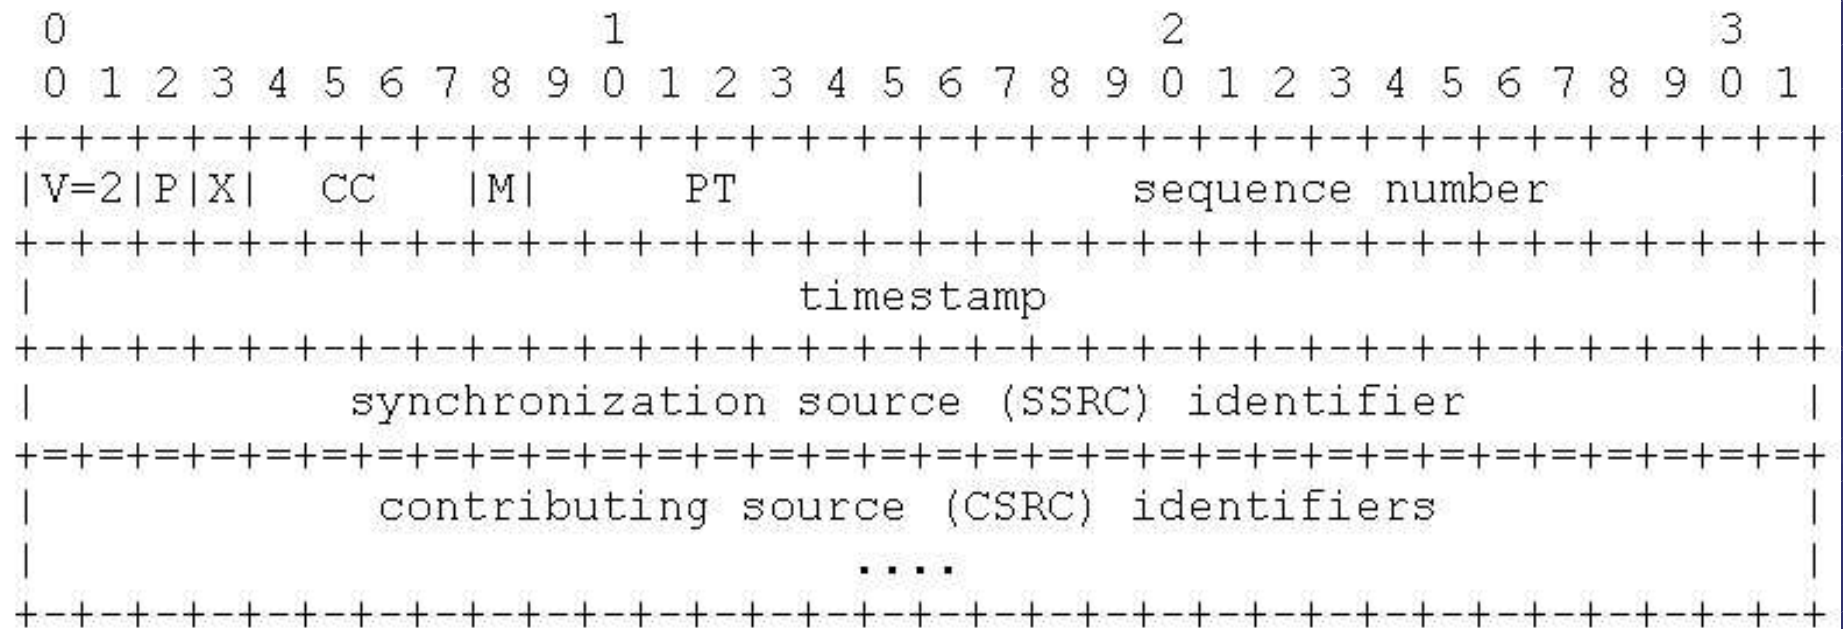 0                   1                   2                   3
 0 1 2 3 4 5 6 7 8 9 0 1 2 3 4 5 6 7 8 9 0 1 2 3 4 5 6 7 8 9 0 1
+-+-+-+-+-+-+-+-+-+-+-+-+-+-+-+-+-+-+-+-+-+-+-+-+-+-+-+-+-+-+-+-+
|V=2|P|X|  CC   |M|     PT      |       sequence number         |
+-+-+-+-+-+-+-+-+-+-+-+-+-+-+-+-+-+-+-+-+-+-+-+-+-+-+-+-+-+-+-+-+
|                           timestamp                           |
+-+-+-+-+-+-+-+-+-+-+-+-+-+-+-+-+-+-+-+-+-+-+-+-+-+-+-+-+-+-+-+-+
|           synchronization source (SSRC) identifier            |
+=+=+=+=+=+=+=+=+=+=+=+=+=+=+=+=+=+=+=+=+=+=+=+=+=+=+=+=+=+=+=+=+
|            contributing source (CSRC) identifiers             |
|                             ....                              |
+-+-+-+-+-+-+-+-+-+-+-+-+-+-+-+-+-+-+-+-+-+-+-+-+-+-+-+-+-+-+-+-+